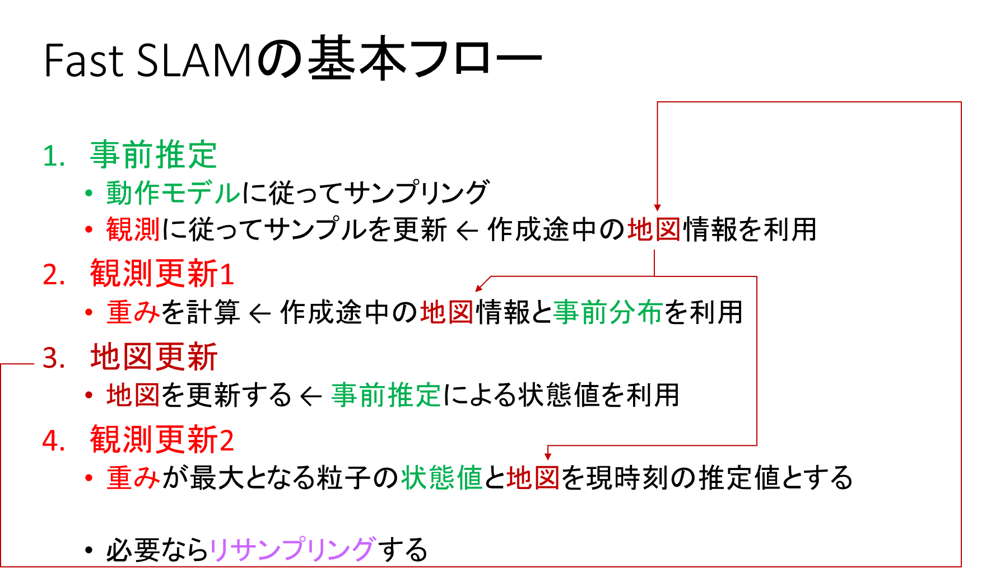 Fast SLAMの基本フロー
1. 事前推定
• 動作モデルに従ってサンプリング
• 観測に従ってサンプルを更新 ← 作成途中の地図情報を利用
2. 観測更新1
• 重みを計算 ← 作成途中の地図情報と事前分布を利用
3. 地図更新
• 地図を更新する ← 事前推定による状態値を利用
4. 観測更新2
• 重みが最大となる粒子の状態値と地図を現時刻の推定値とする
• 必要ならリサンプリングする